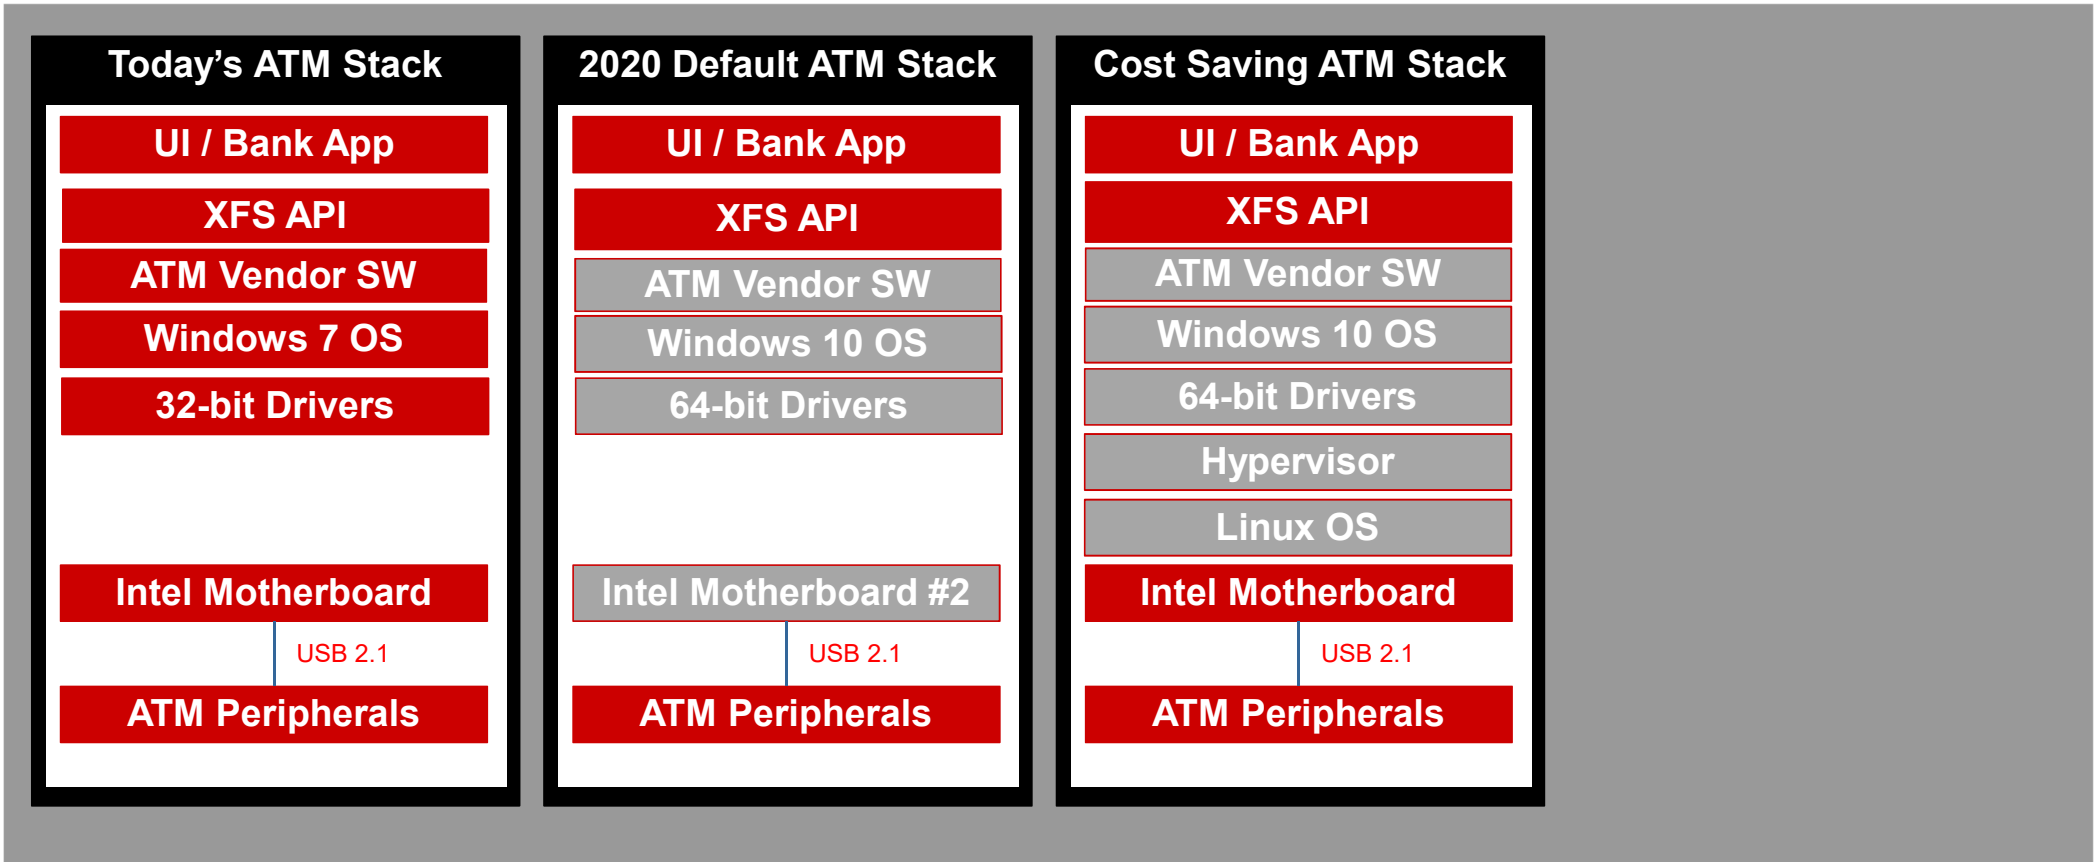 Today’s ATM Stack
UI / Bank App
XFS API
ATM Vendor SW
Windows 7 OS
32-bit Drivers
Intel Motherboard
USB 2.1
ATM Peripherals
2020 Default ATM Stack
UI / Bank App
XFS API
ATM Vendor SW
Windows 10 OS
64-bit Drivers
Intel Motherboard #2
USB 2.1
ATM Peripherals
Cost Saving ATM Stack
UI / Bank App
XFS API
ATM Vendor SW
Windows 10 OS
64-bit Drivers
Hypervisor
Linux OS
Intel Motherboard
USB 2.1
ATM Peripherals